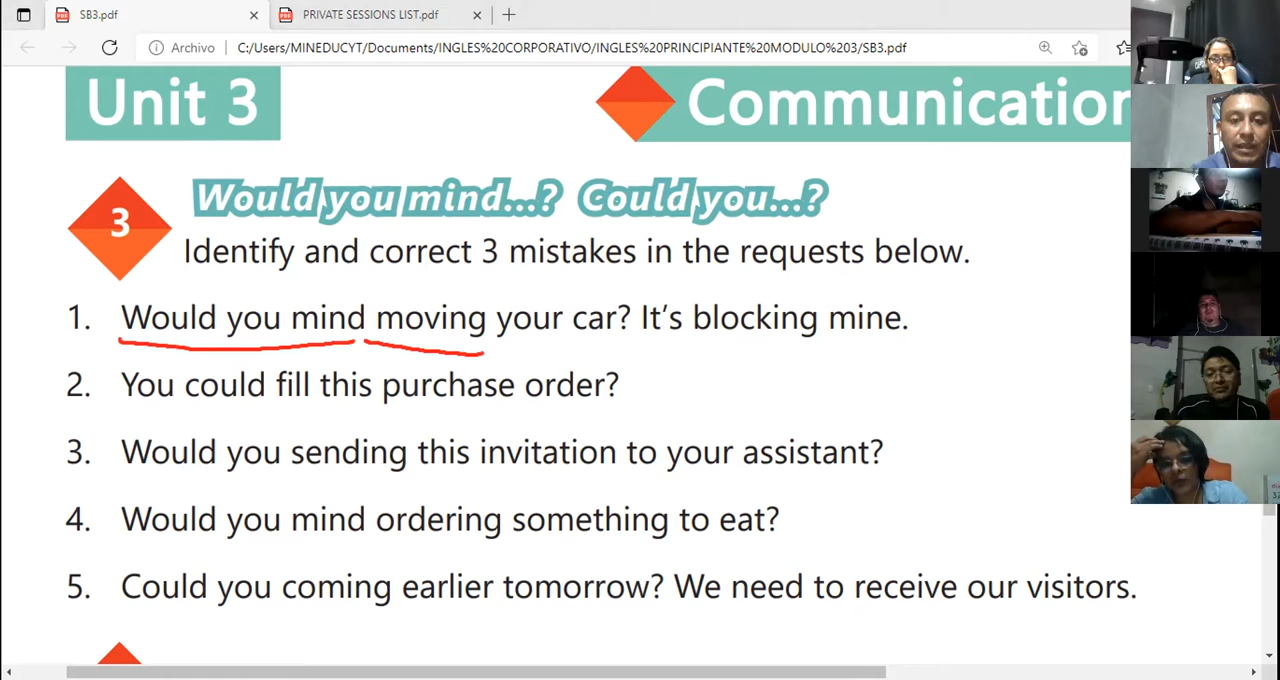 SB3.pdf
PRIVATE SESSIONS LIST.pdf
Archivo
C:/Users/MINEDUCYT/Documents/INGLES%20CORPORATIVO/INGLES%20PRINCIPIANTE%20MODULO%203/SB3.pdf
Unit 3
Communication
3
Would you mind...? Could you...?
Identify and correct 3 mistakes in the requests below.
1. Would you mind moving your car? It's blocking mine.
2. You could fill this purchase order?
3. Would you sending this invitation to your assistant?
4. Would you mind ordering something to eat?
5. Could you coming earlier tomorrow? We need to receive our visitors.